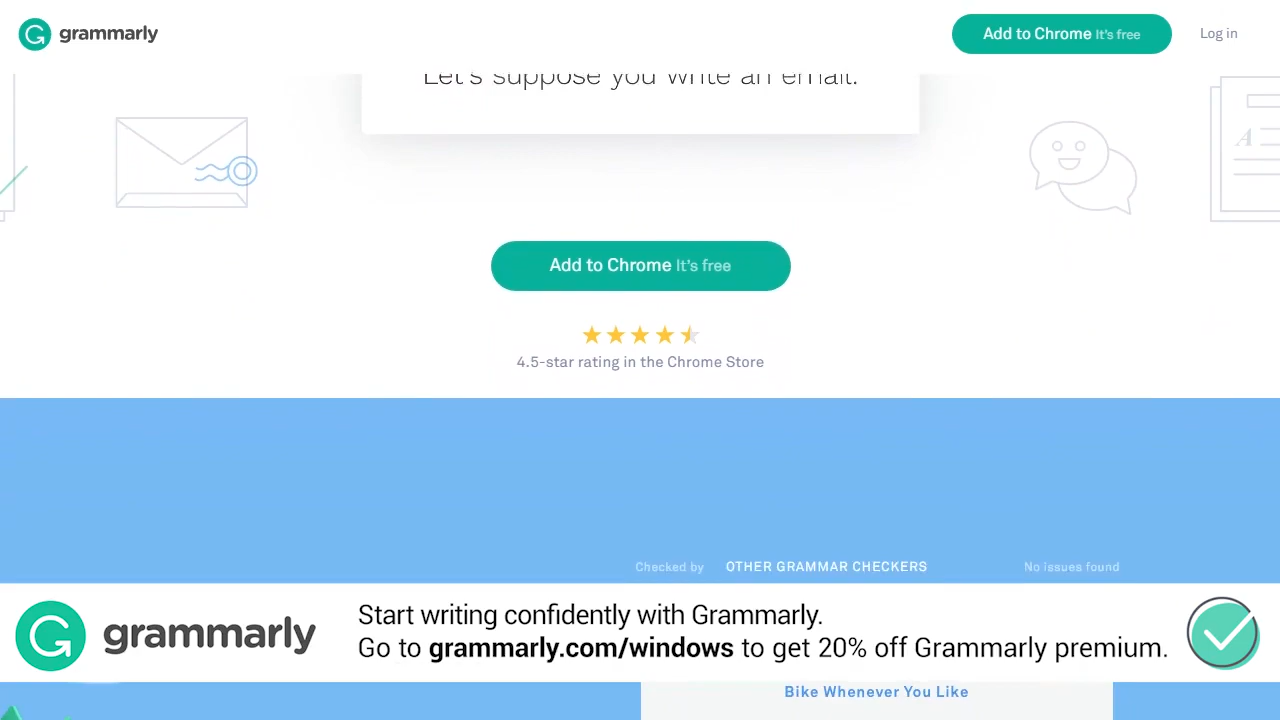 grammarly
Add to Chrome It's free
Log in
Let's suppose you write an email.
A
Add to Chrome It's free
4.5-star rating in the Chrome Store
Checked by OTHER GRAMMAR CHECKERS No issues found
grammarly
Start writing confidently with Grammarly.
Go to grammarly.com/windows to get 20% off Grammarly premium.
Bike Whenever You Like